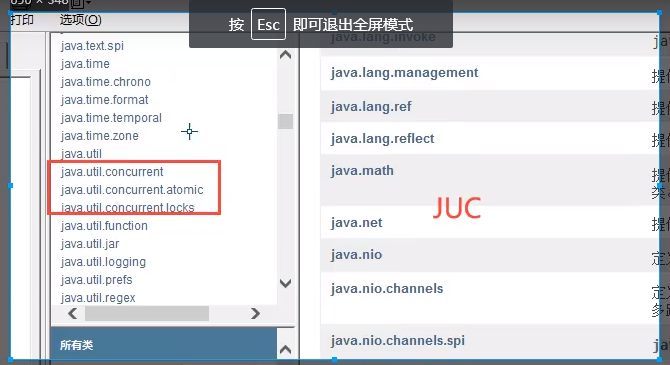 打印
选项(O)
按 Esc 即可退出全屏模式
java.text.spi
java.time
java.time.chrono
java.time.format
java.time.temporal
java.time.zone
java.util
java.util.concurrent
java.util.concurrent.atomic
java.util.concurrent.locks
java.util.function
java.util.jar
java.util.logging
java.util.prefs
java.util.regex
所有类
java.lang.invoke
java.lang.management
java.lang.ref
java.lang.reflect
java.math
JUC
java.net
java.nio
java.nio.channels
java.nio.channels.spi